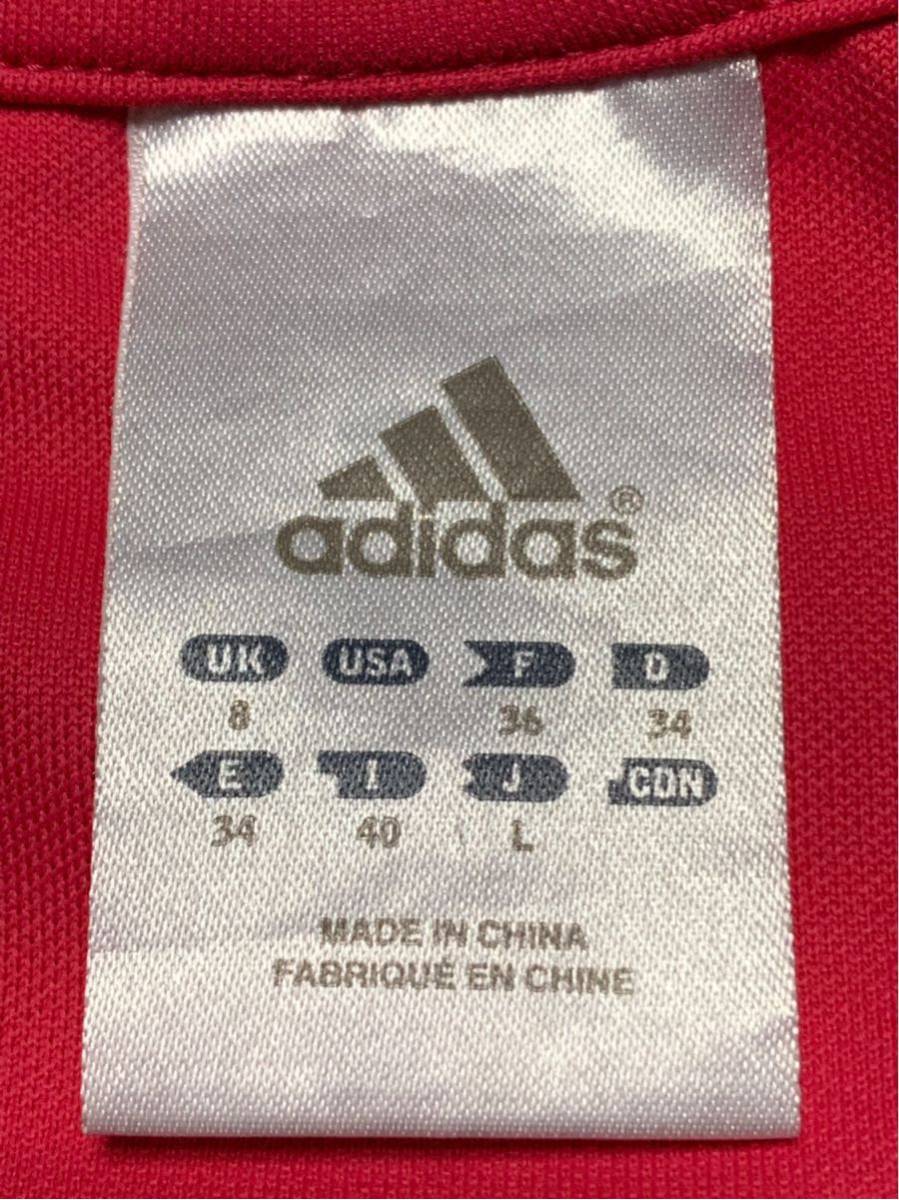 adidas®
UK USA F D
8 36 34
E I J CDN
34 40 L
MADE IN CHINA
FABRIQUÉ EN CHINE